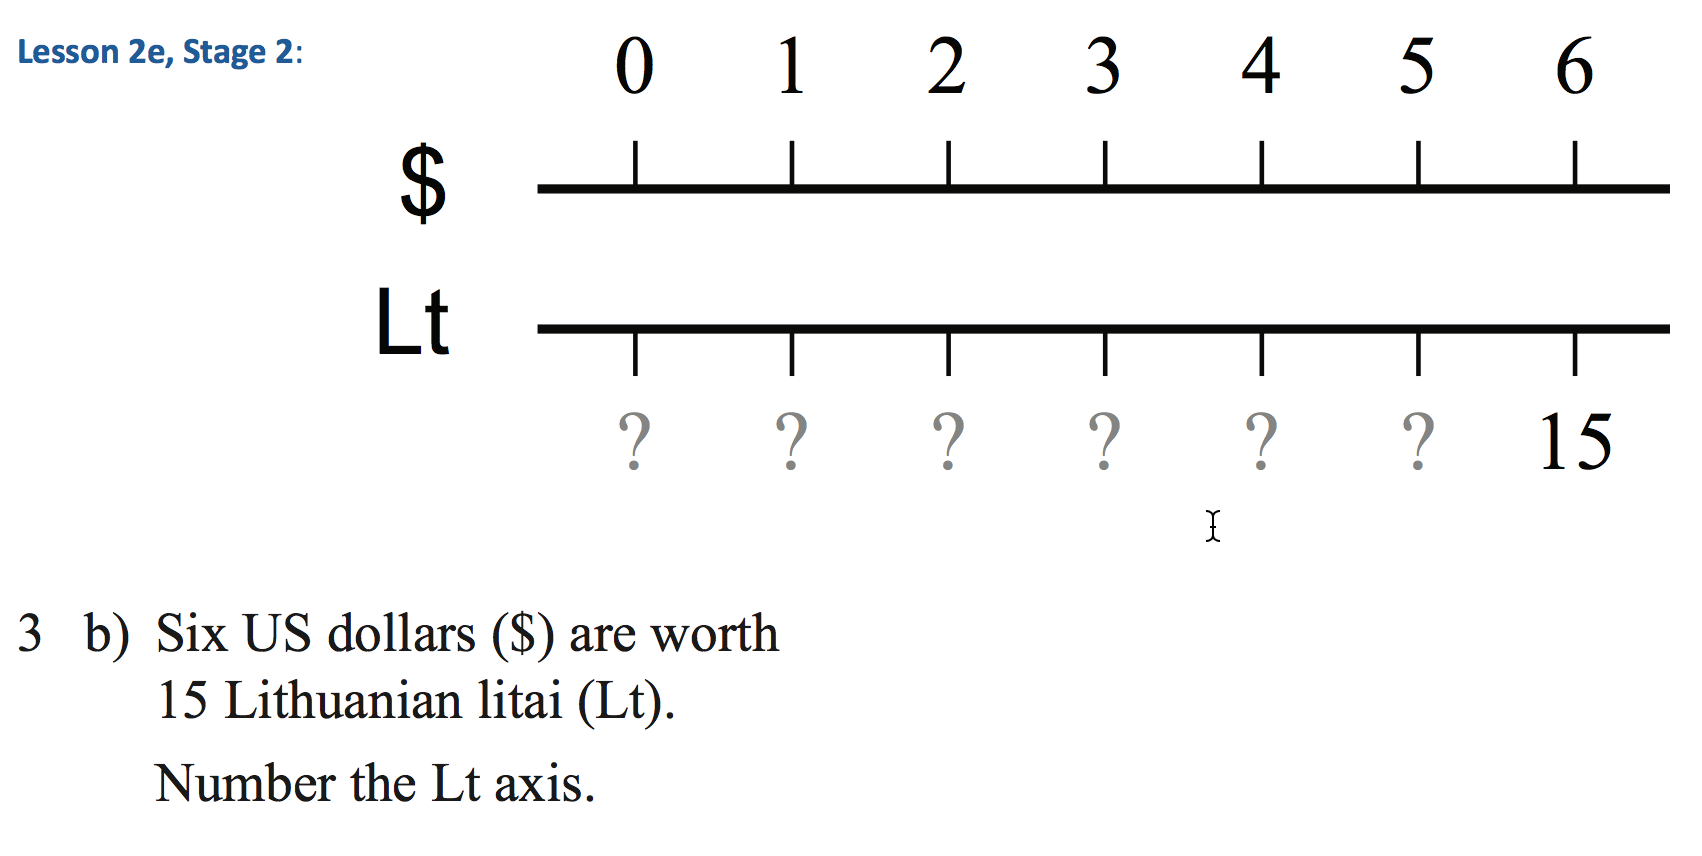 Lesson 2e, Stage 2:
0 1 2 3 4 5 6
$
Lt
? ? ? ? ? ? 15
3 b) Six US dollars ($) are worth
15 Lithuanian litai (Lt).
Number the Lt axis.